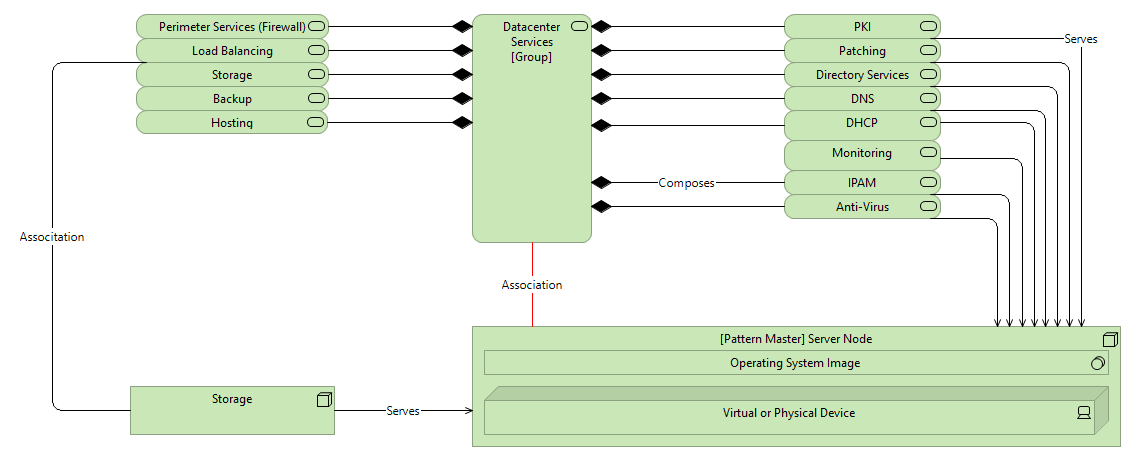 Perimeter Services (Firewall)
Load Balancing
Storage
Backup
Hosting
Datacenter
Services
[Group]
PKI
Patching
Directory Services
DNS
DHCP
Monitoring
IPAM
Anti-Virus
Serves
Composes
Associtation
Association
[Pattern Master] Server Node
Operating System Image
Virtual or Physical Device
Storage
Serves